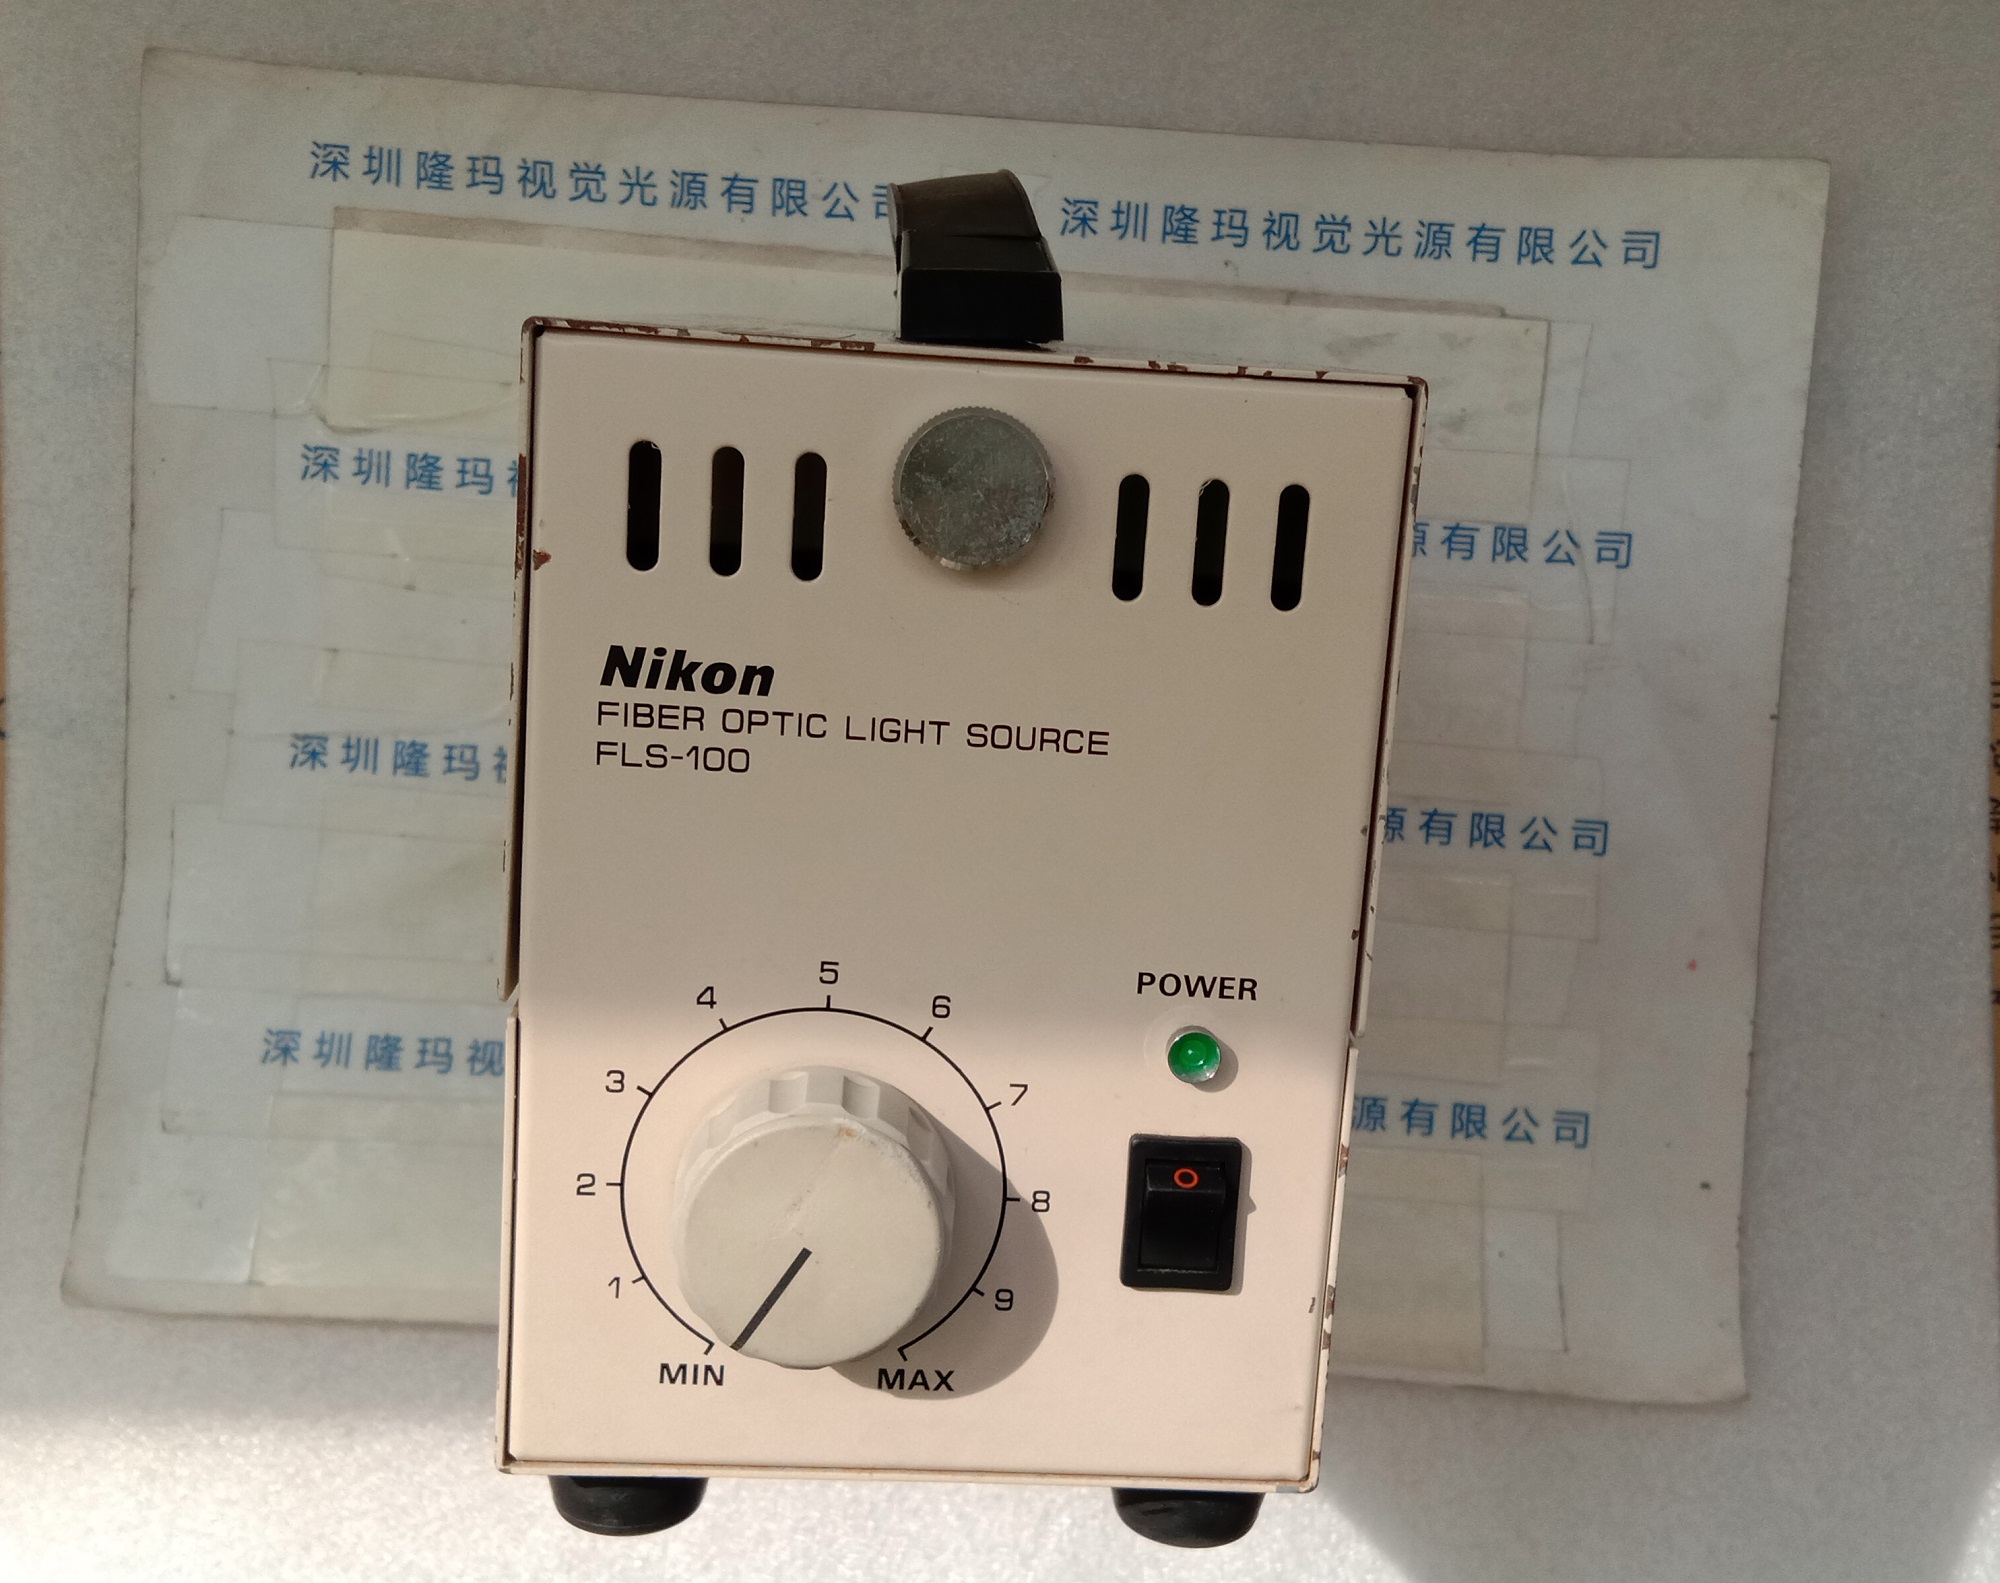 深圳隆玛视觉光源有限公司
深圳隆玛视觉光源有限公司
深圳隆玛视
源有限公司
Nikon
FIBER OPTIC LIGHT SOURCE
FLS-100
深圳隆玛视
源有限公司
深圳隆玛视
源有限公司
POWER
MIN 1 2 3 4 5 6 7 8 9 MAX
O